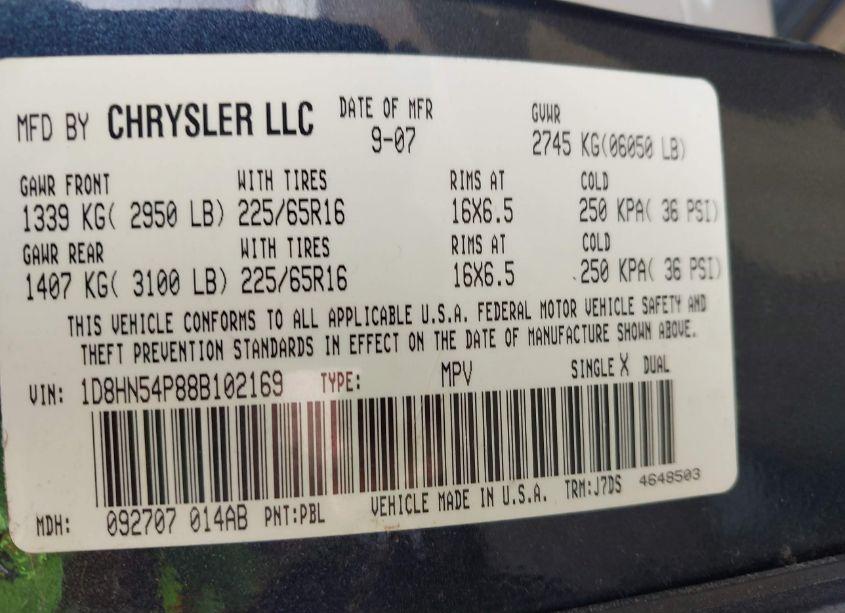 MFD BY CHRYSLER LLC DATE OF MFR 9-07 GVWR 2745 KG(06050 LB)
GAWR FRONT WITH TIRES RIMS AT COLD
1339 KG( 2950 LB) 225/65R16 16X6.5 250 KPA( 36 PSI)
GAWR REAR WITH TIRES RIMS AT COLD
1407 KG( 3100 LB) 225/65R16 16X6.5 250 KPA( 36 PSI)
THIS VEHICLE CONFORMS TO ALL APPLICABLE U.S.A. FEDERAL MOTOR VEHICLE SAFETY AND
THEFT PREVENTION STANDARDS IN EFFECT ON THE DATE OF MANUFACTURE SHOWN ABOVE.
VIN: 1D8HN54P88B102169 TYPE: MPV SINGLE X DUAL
MDH: 092707 014AB PNT:PBL VEHICLE MADE IN U.S.A. TRM:J7DS 4648503